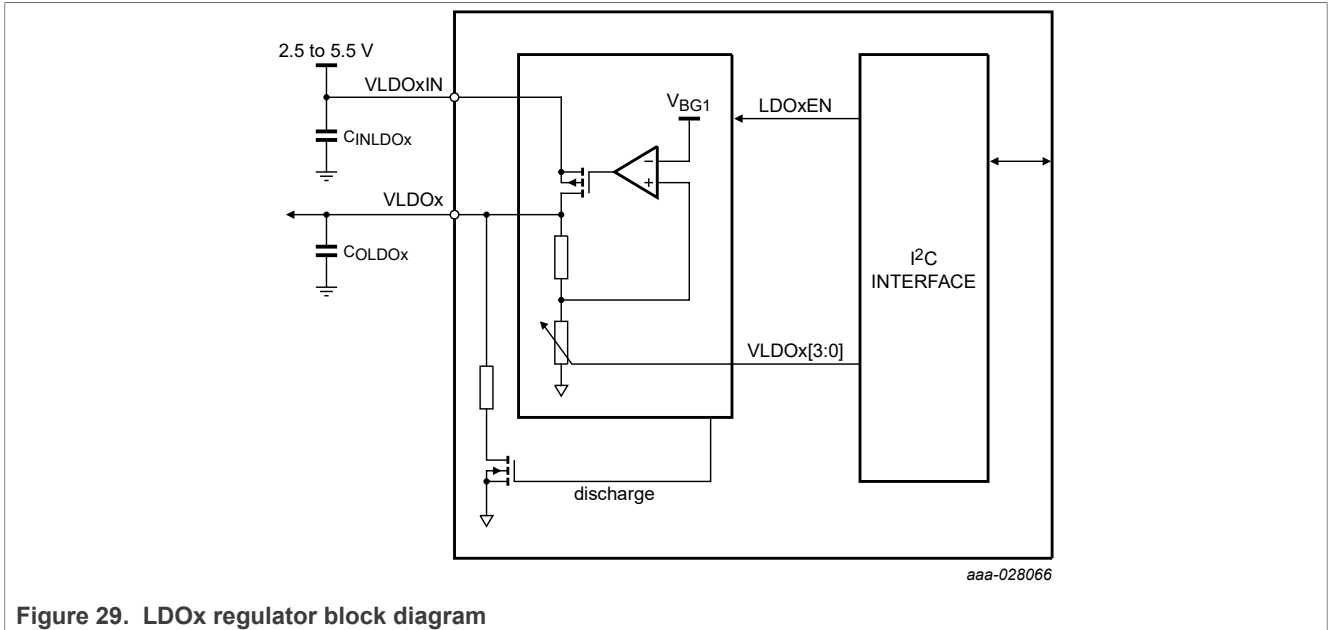 2.5 to 5.5 V
VLDOxIN
CINLDOx
VBG1
LDOxEN
−
+
VLDOx
COLDOx
I2C
INTERFACE
VLDOx[3:0]
discharge
aaa-028066
Figure 29. LDOx regulator block diagram